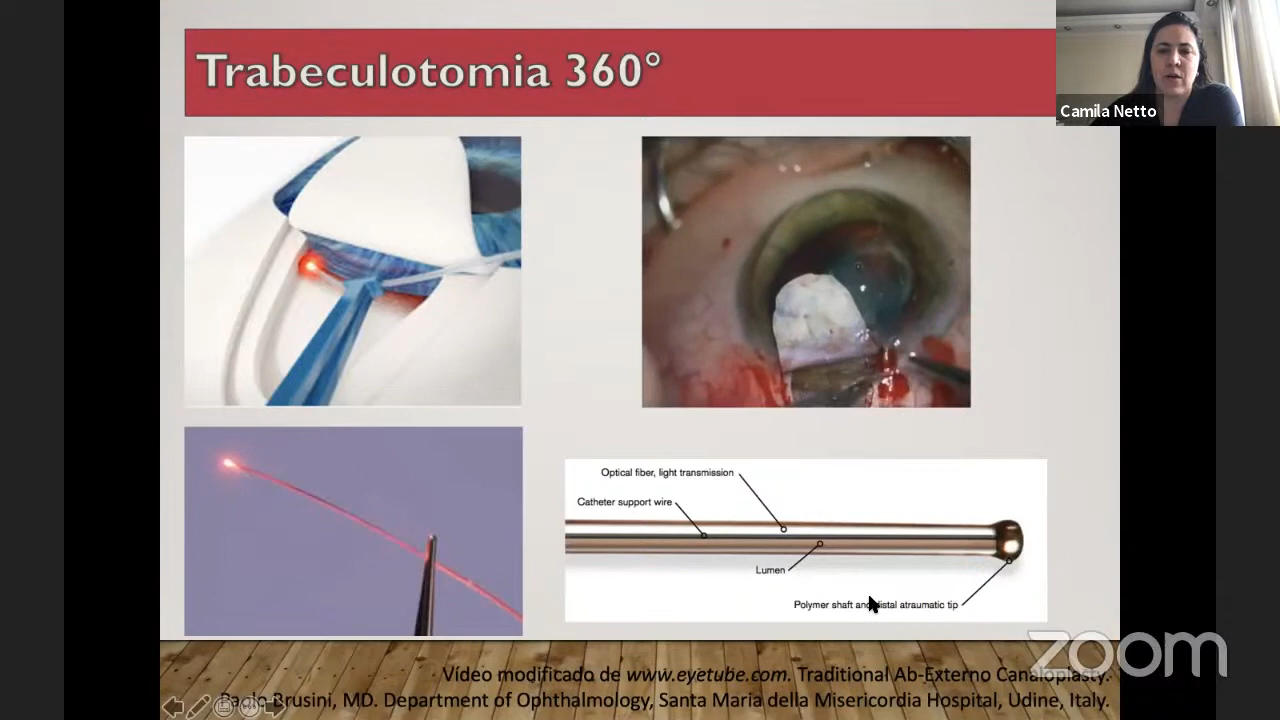 Trabeculotomia 360°
Camila Netto
Optical fiber, light transmission
Catheter support wire
Lumen
Polymer shaft and distal atraumatic tip
zoom
Vídeo modificado de www.eyetube.com. Traditional Ab-Externo Canaloplasty.
Paolo Brusini, MD. Department of Ophthalmology, Santa Maria della Misericordia Hospital, Udine, Italy.